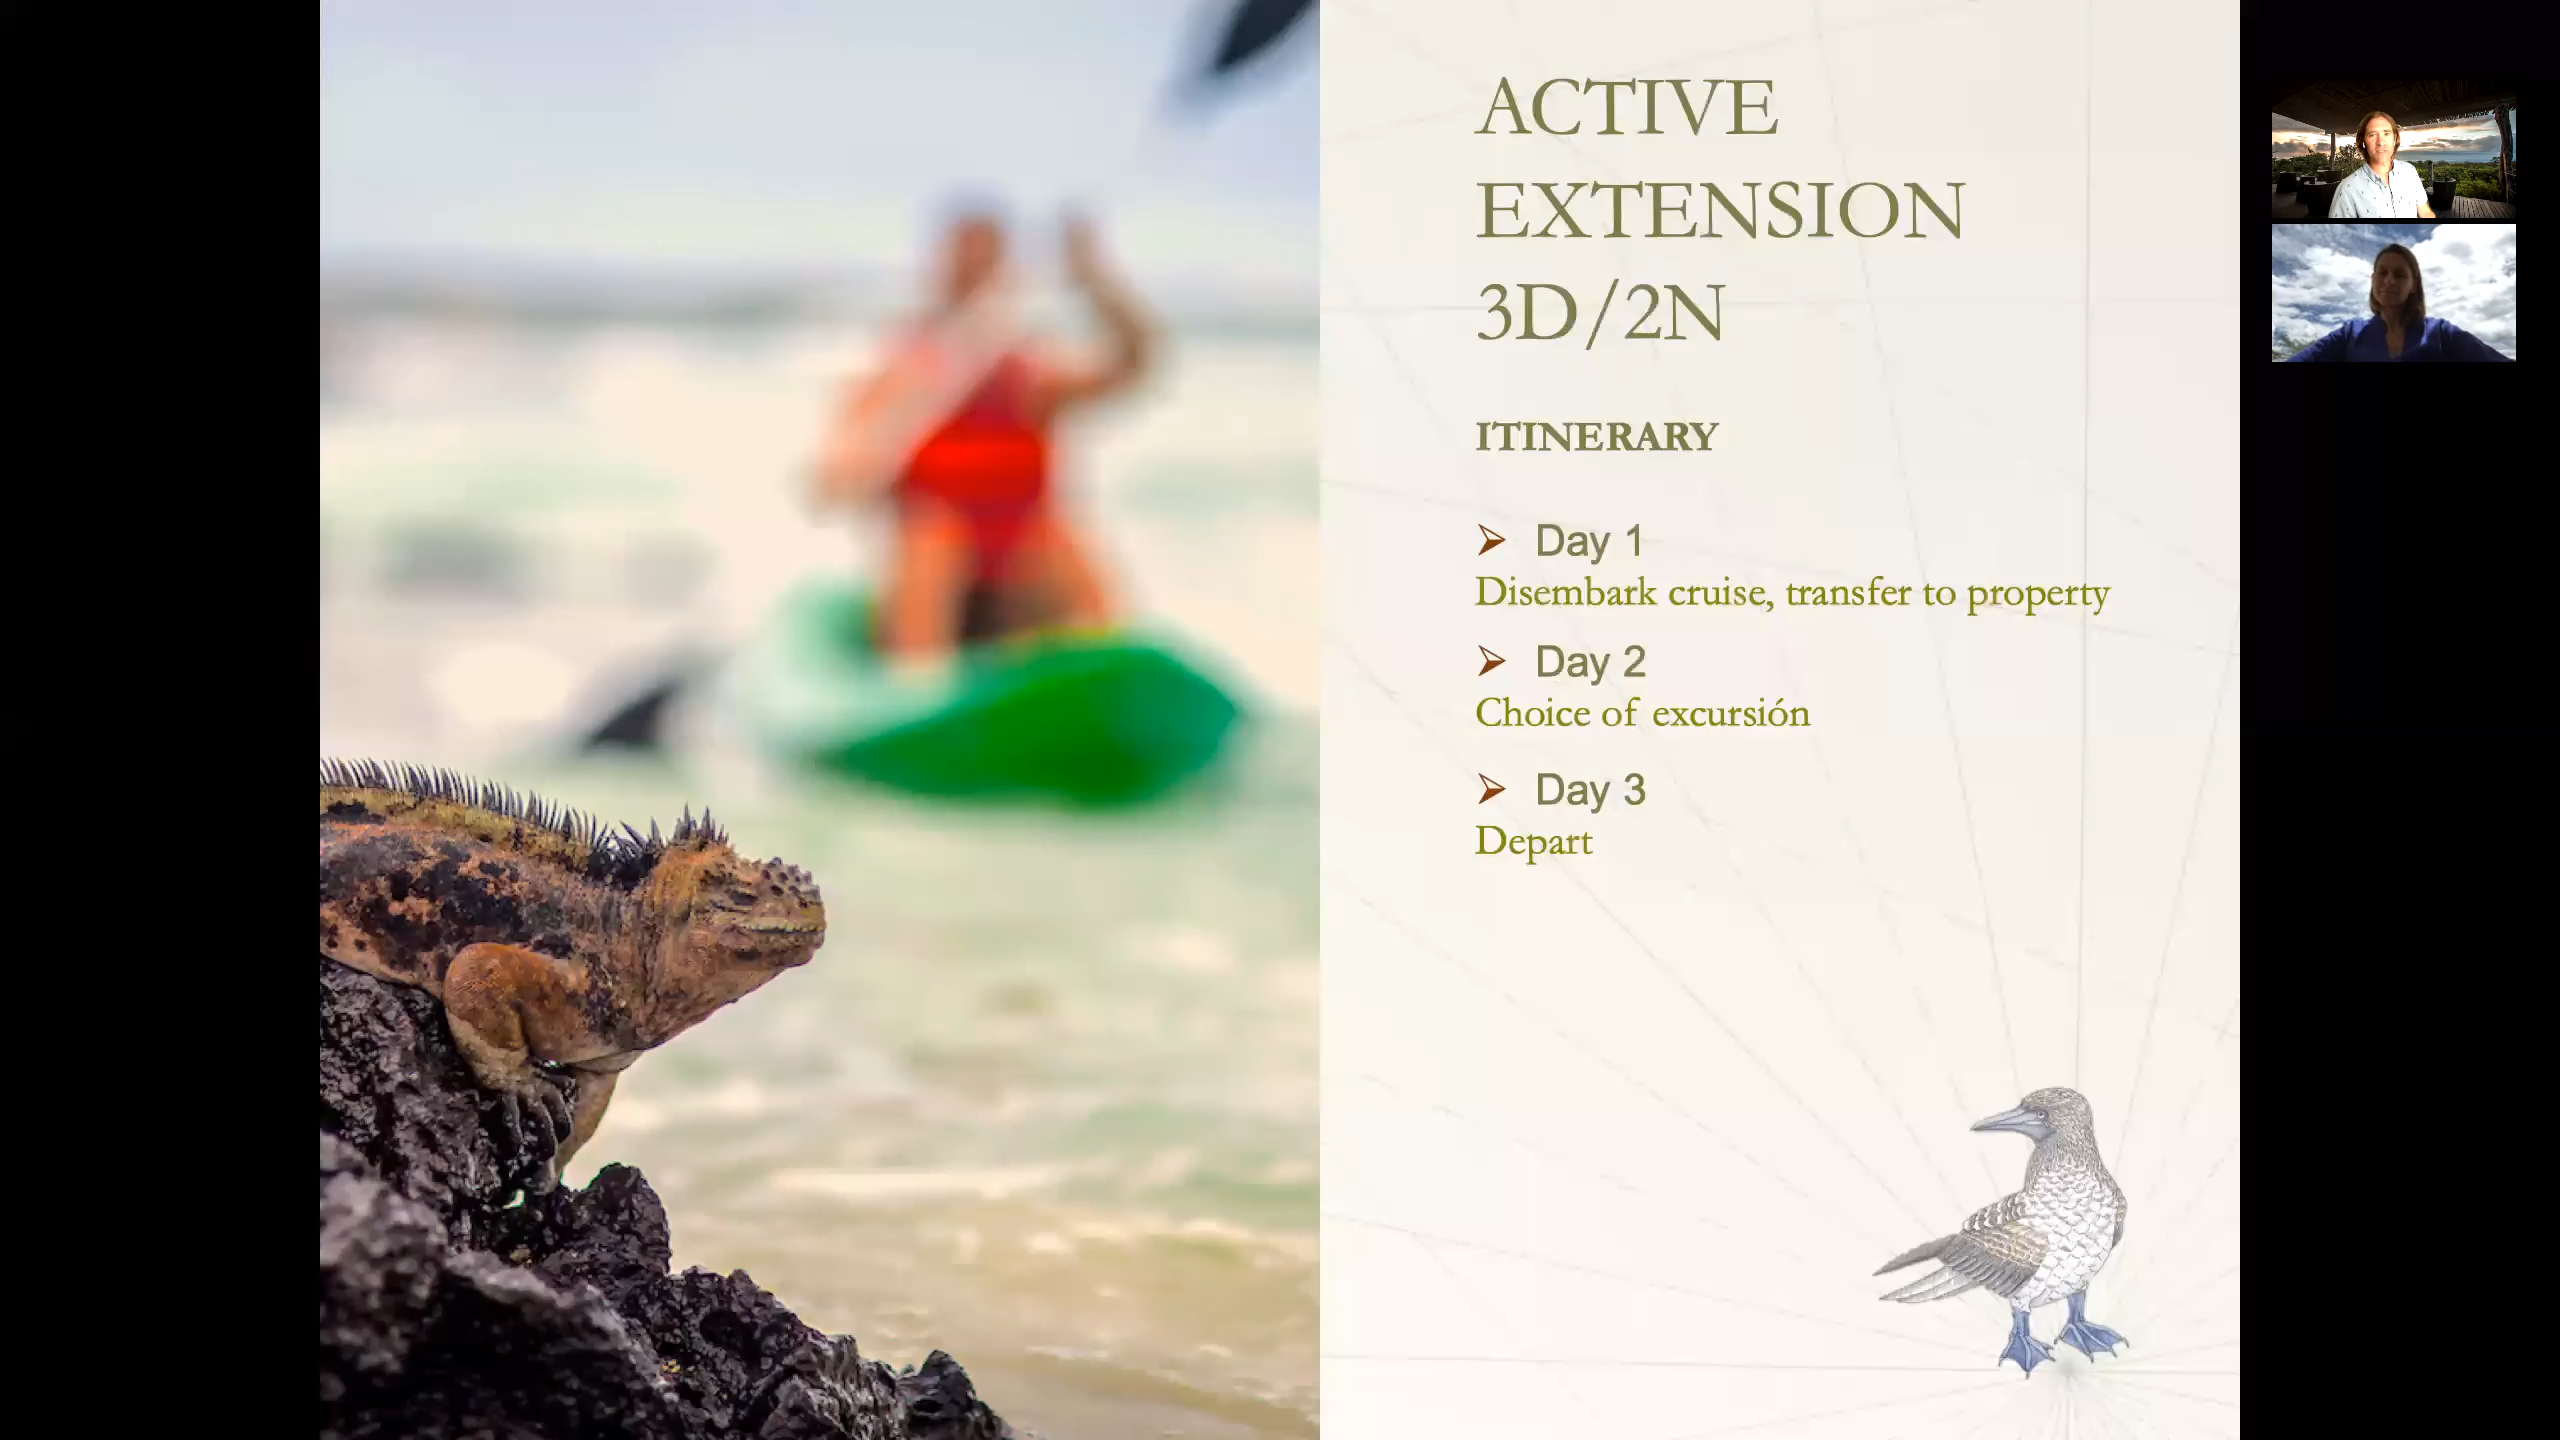 ACTIVE
EXTENSION
3D/2N
ITINERARY
➢ Day 1
Disembark cruise, transfer to property
➢ Day 2
Choice of excursión
➢ Day 3
Depart